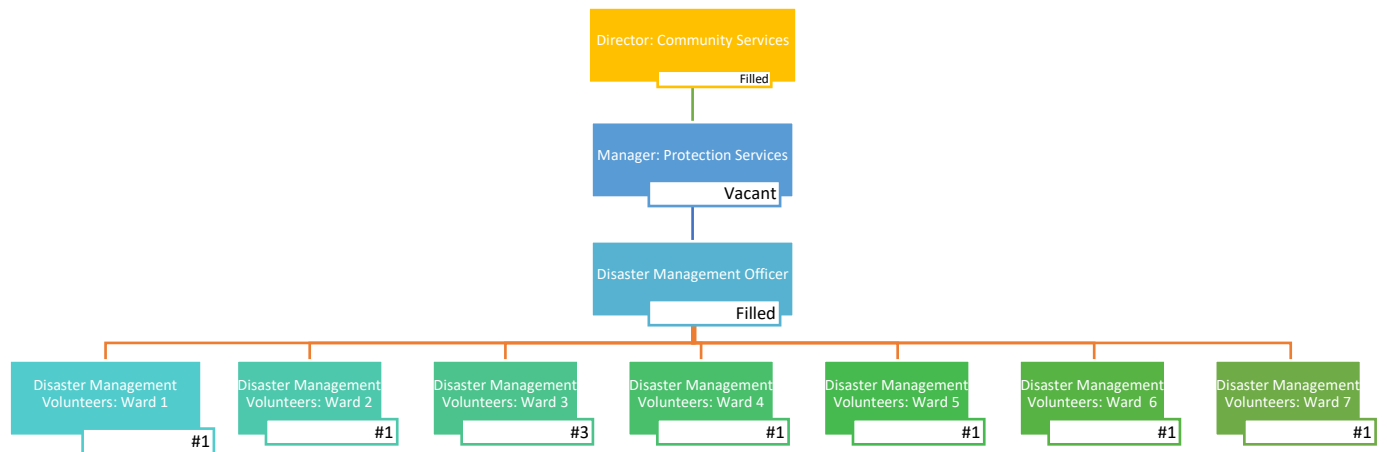 Director: Community Services
Filled
Manager: Protection Services
Vacant
Disaster Management Officer
Filled
Disaster Management
Volunteers: Ward 1
#1
Disaster Management
Volunteers: Ward 2
#1
Disaster Management
Volunteers: Ward 3
#3
Disaster Management
Volunteers: Ward 4
#1
Disaster Management
Volunteers: Ward 5
#1
Disaster Management
Volunteers: Ward 6
#1
Disaster Management
Volunteers: Ward 7
#1